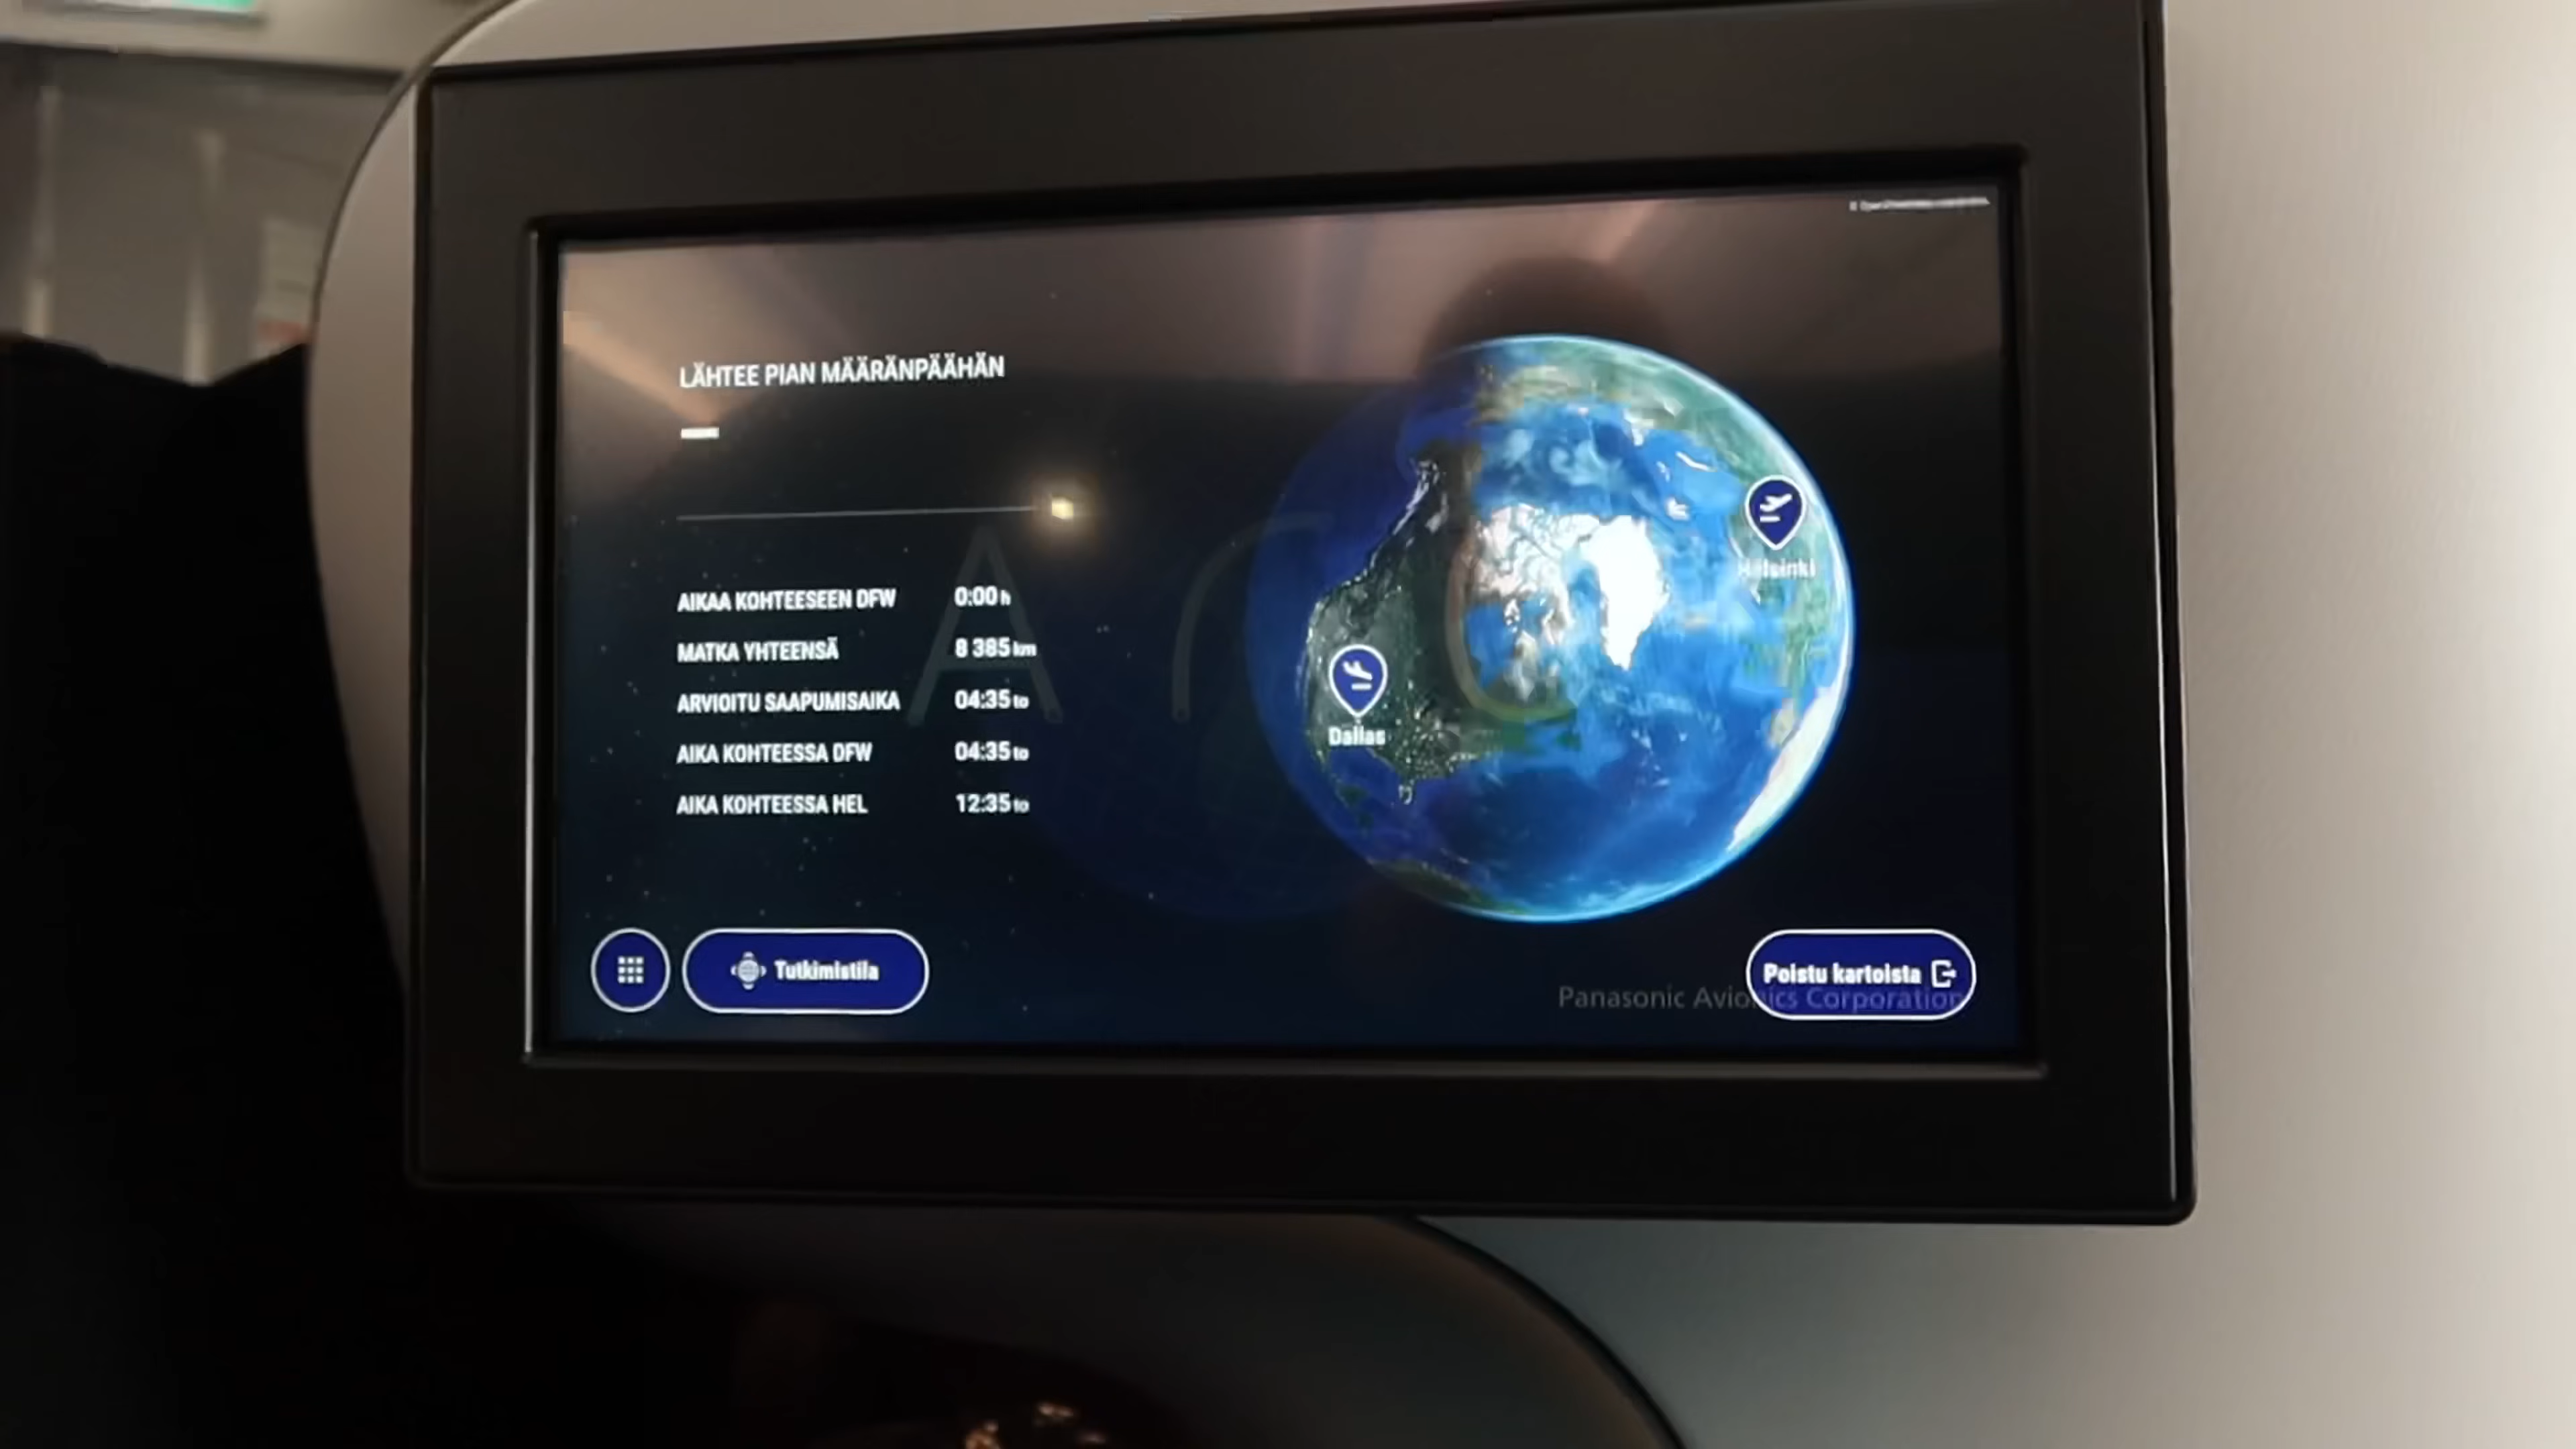 LÄHTEE PIAN MÄÄRÄNPÄÄHÄN
AIKAA KOHTEESEEN DFW 0:00 h
MATKA YHTEENSÄ 8 385 km
ARVIOITU SAAPUMISAIKA 04:35 to
AIKA KOHTEESSA DFW 04:35 to
AIKA KOHTEESSA HEL 12:35 to
Helsinki
Dallas
Arc
Tutkimistila
Poistu kartoista
Panasonic Avionics Corporation